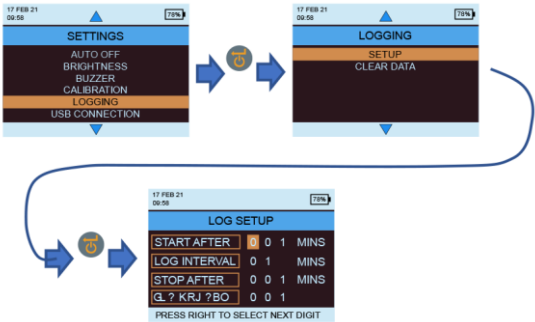 17 FEB 21
09:58
78%
SETTINGS
AUTO OFF
BRIGHTNESS
BUZZER
CALIBRATION
LOGGING
USB CONNECTION
17 FEB 21
09:58
78%
LOGGING
SETUP
CLEAR DATA
17 FEB 21
09:58
78%
LOG SETUP
START AFTER 0 0 1 MINS
LOG INTERVAL 0 1 MINS
STOP AFTER 0 0 1 MINS
GL ? KRJ ?BO 0 0 1
PRESS RIGHT TO SELECT NEXT DIGIT